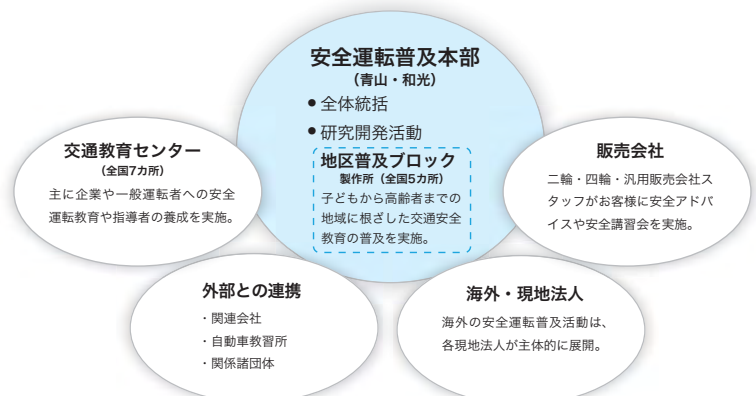 安全運転普及本部
(青山・和光)
●全体統括
●研究開発活動
地区普及ブロック
製作所（全国5カ所）
子どもから高齢者までの
地域に根ざした交通安全
教育の普及を実施。
交通教育センター
(全国7カ所)
主に企業や一般運転者への安全
運転教育や指導者の養成を実施。
販売会社
二輪・四輪・汎用販売会社ス
タッフがお客様に安全アドバ
イスや安全講習会を実施。
外部との連携
・関連会社
・自動車教習所
・関係諸団体
海外・現地法人
海外の安全運転普及活動は、
各現地法人が主体的に展開。